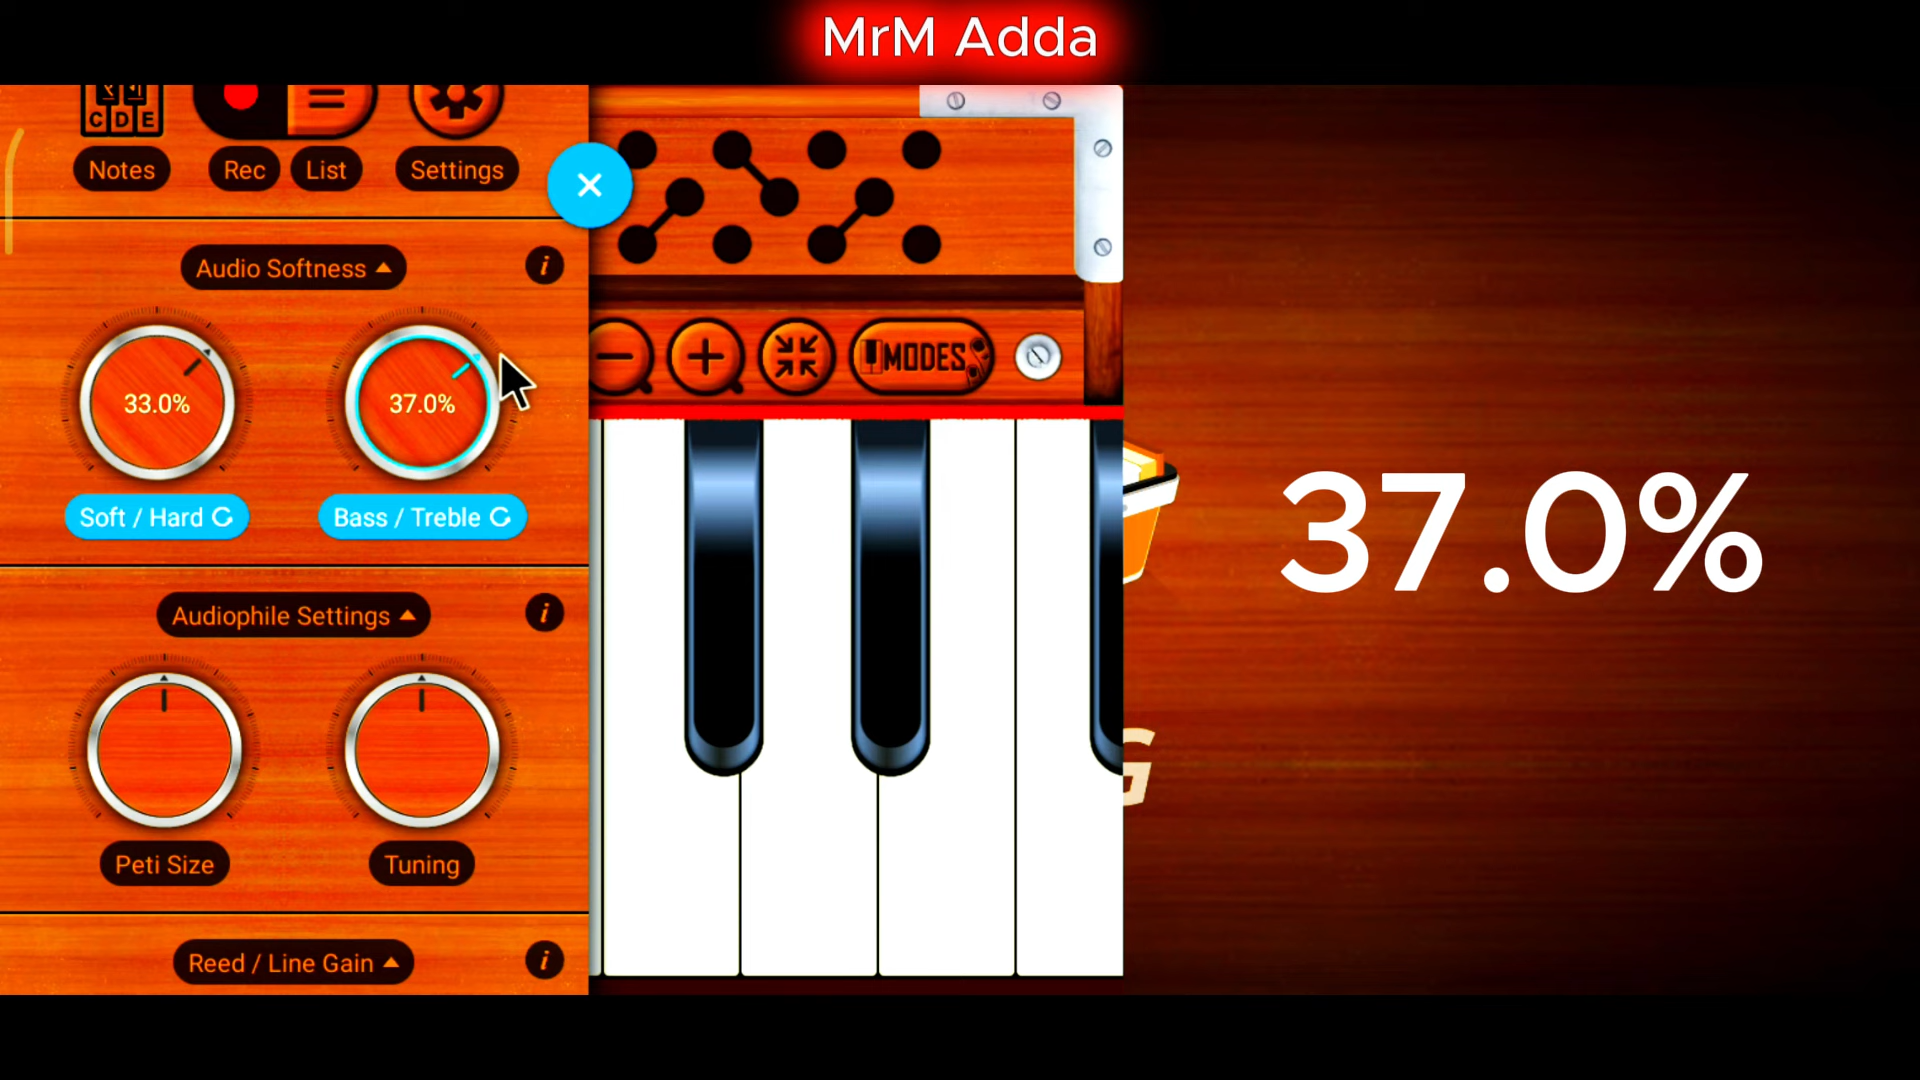 MrM Adda
C D E
Notes
Rec
List
Settings
Audio Softness
i
33.0%
37.0%
Soft / Hard
Bass / Treble
MODES
37.0%
Audiophile Settings
i
Peti Size
Tuning
G
Reed / Line Gain
i